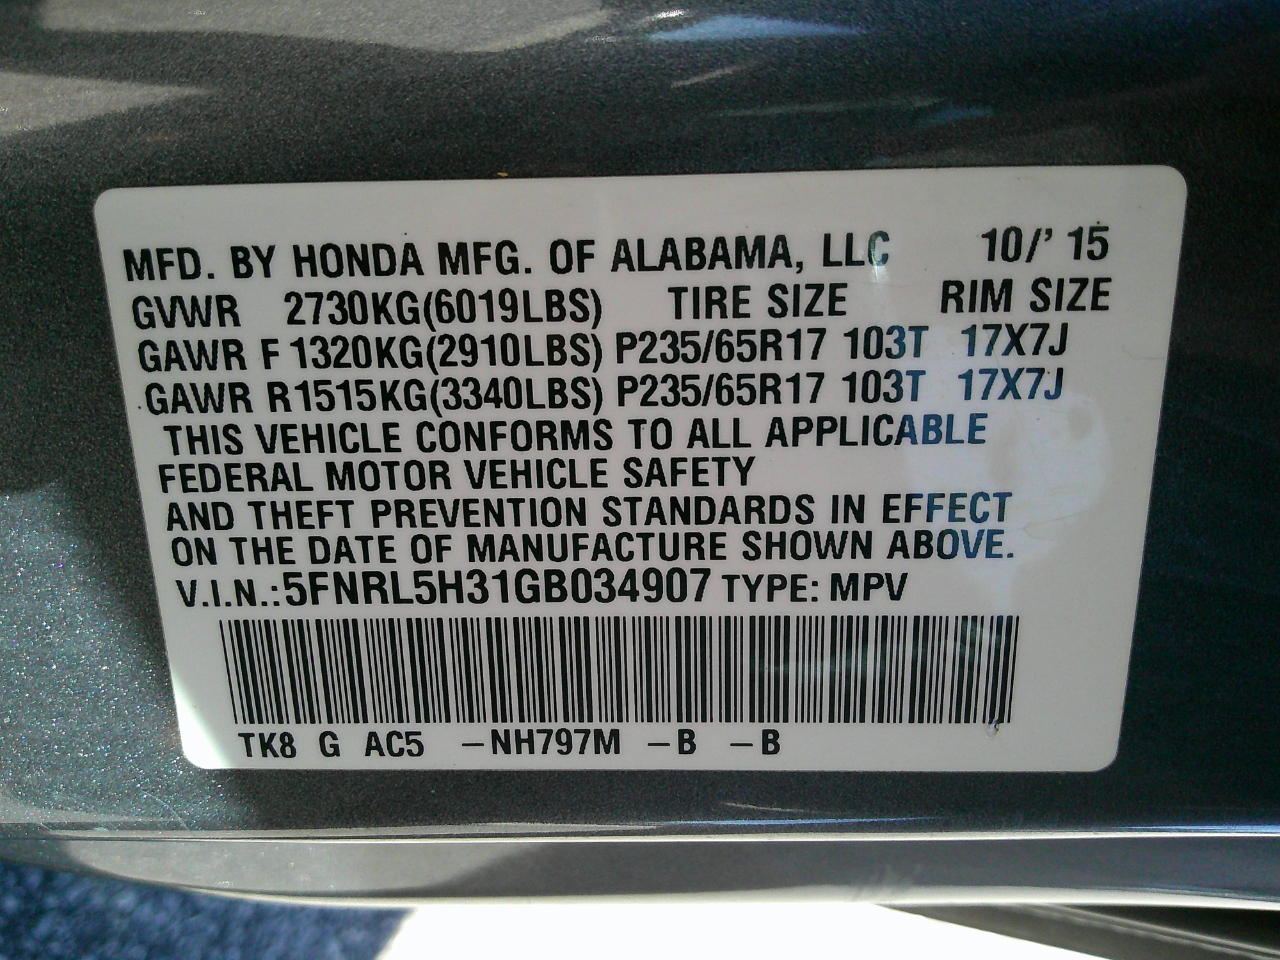 MFD. BY HONDA MFG. OF ALABAMA, LLC 10/' 15
GVWR 2730KG(6019LBS) TIRE SIZE RIM SIZE
GAWR F 1320KG(2910LBS) P235/65R17 103T 17X7J
GAWR R1515KG(3340LBS) P235/65R17 103T 17X7J
THIS VEHICLE CONFORMS TO ALL APPLICABLE
FEDERAL MOTOR VEHICLE SAFETY
AND THEFT PREVENTION STANDARDS IN EFFECT
ON THE DATE OF MANUFACTURE SHOWN ABOVE.
V.I.N.:5FNRL5H31GB034907 TYPE: MPV
TK8 G AC5 –NH797M –B –B